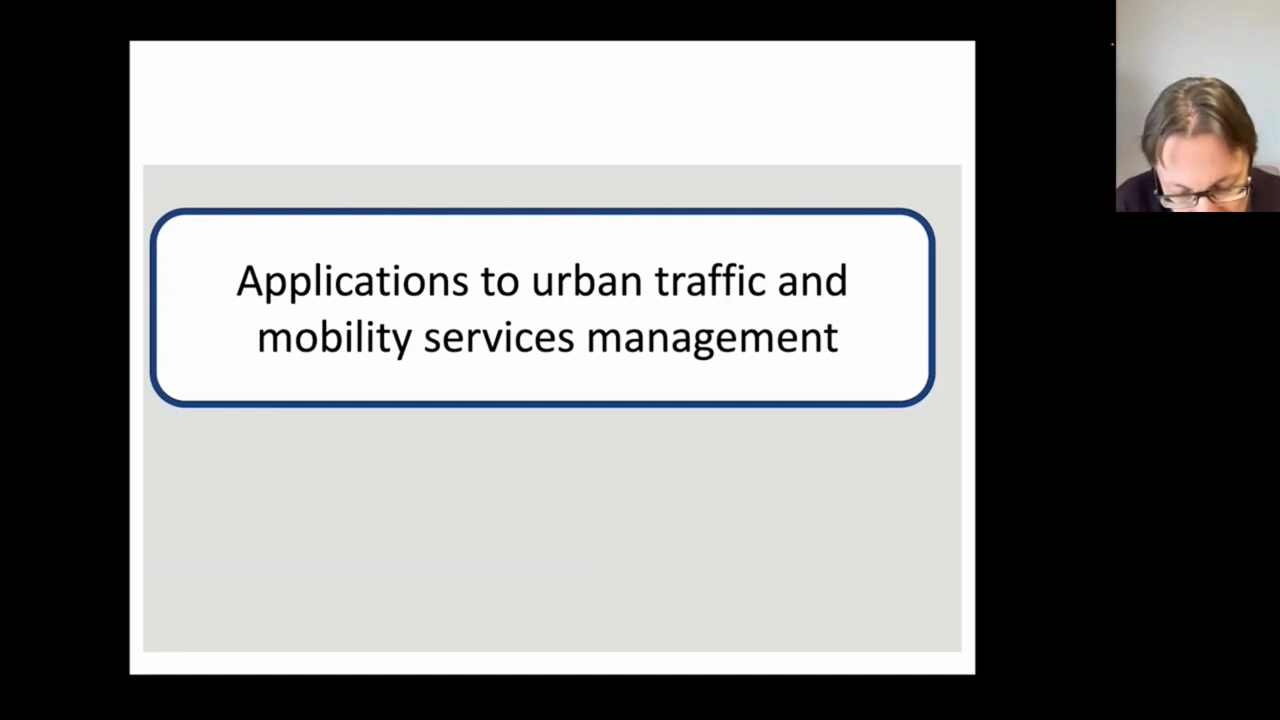 Applications to urban traffic and
mobility services management